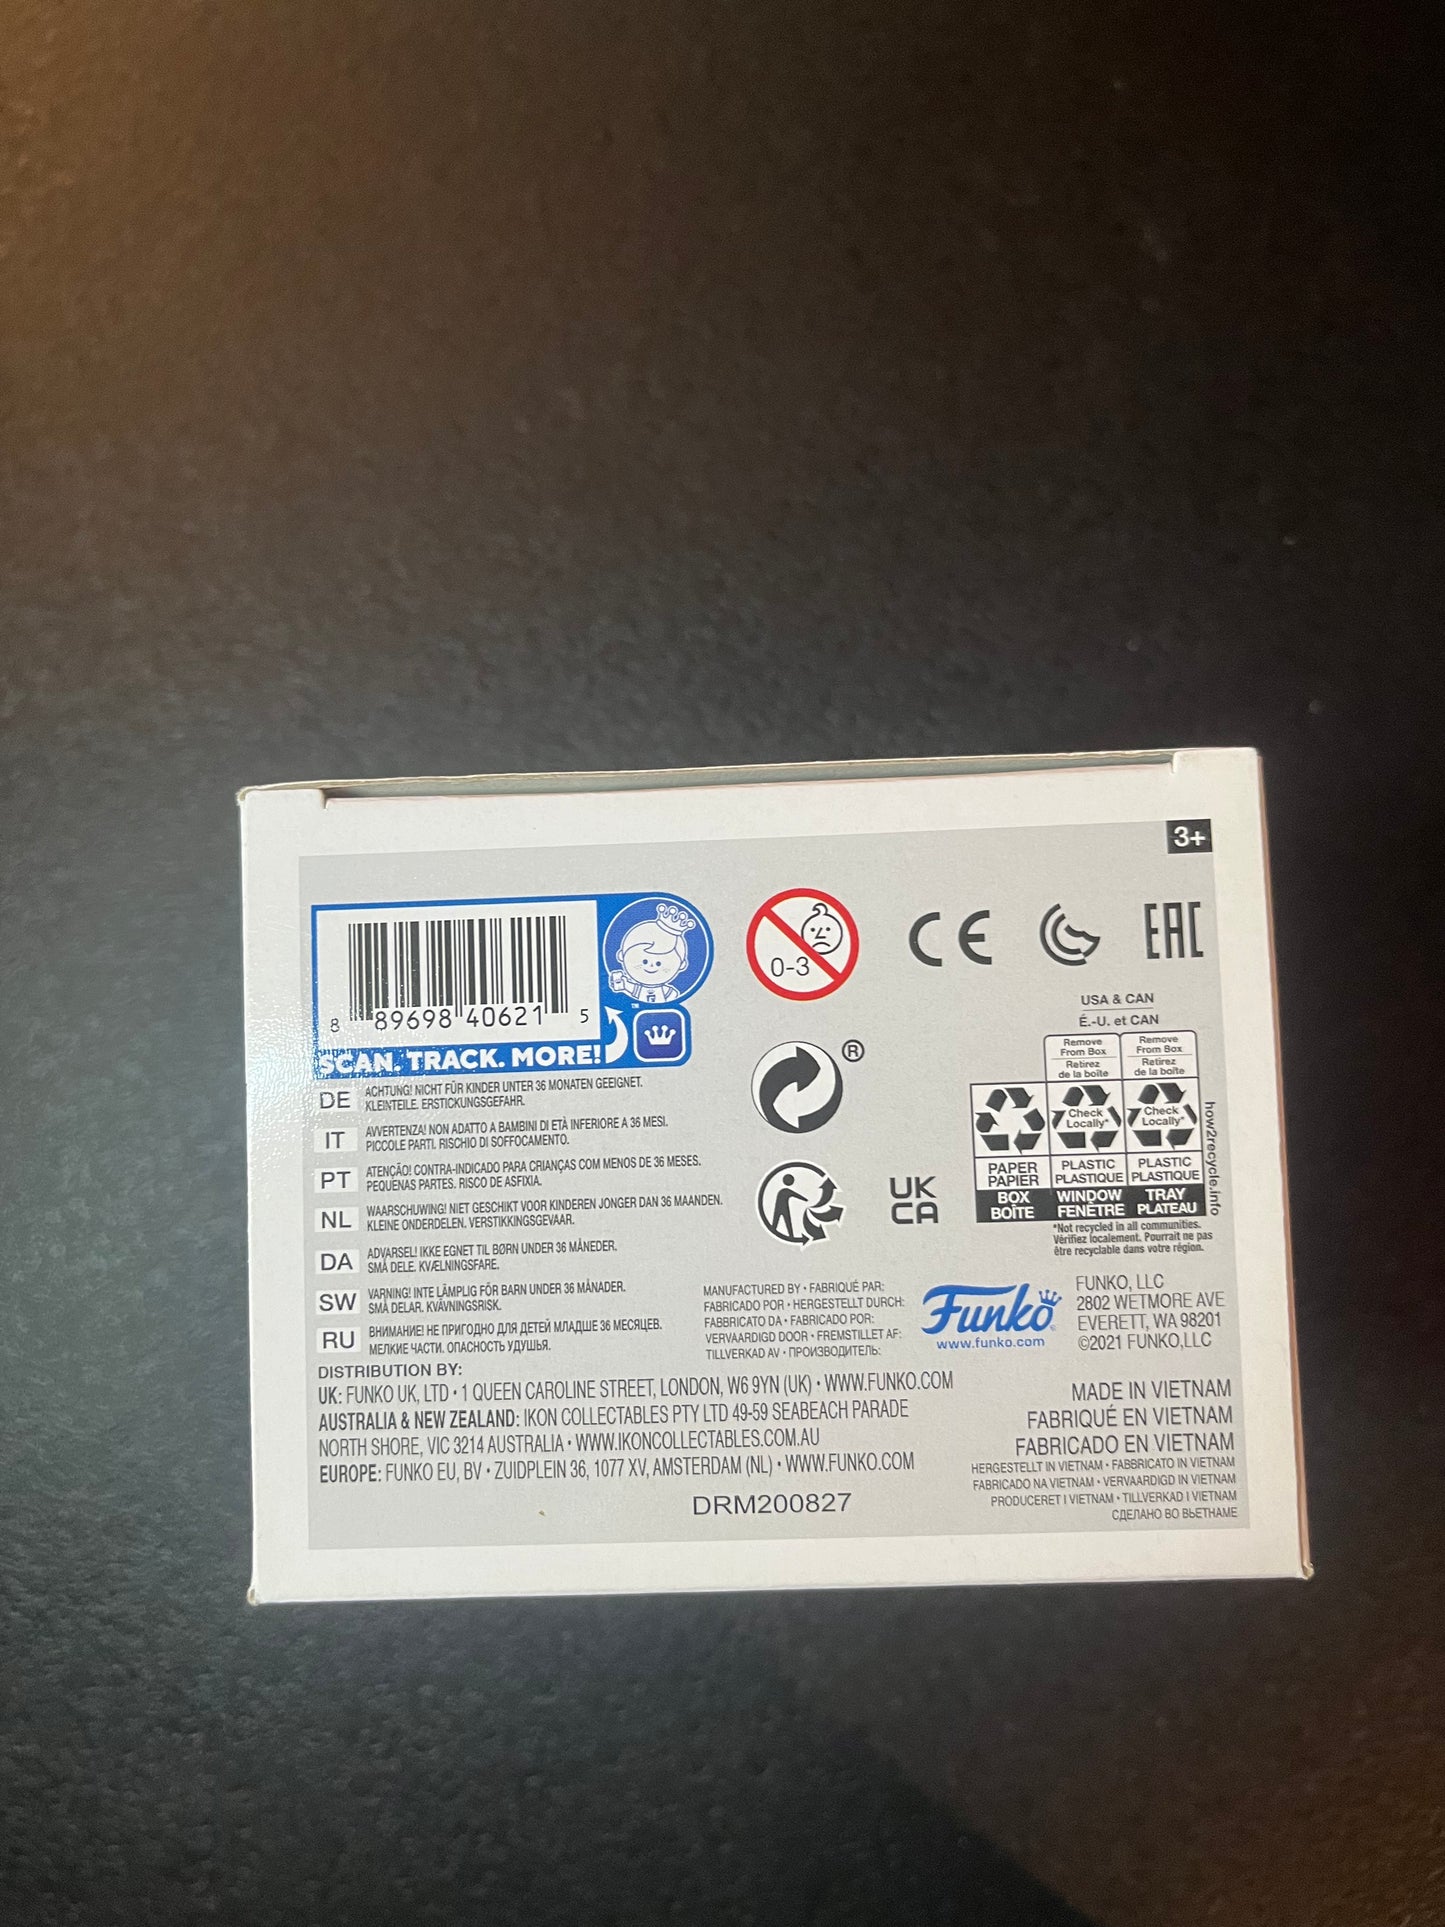 3+
8 89698 40621 5
™
SCAN. TRACK. MORE!
0-3
CE
EAC
DE ACHTUNG! NICHT FÜR KINDER UNTER 36 MONATEN GEEIGNET.
KLEINTEILE. ERSTICKUNGSGEFAHR.
IT AVVERTENZA! NON ADATTO A BAMBINI DI ETÀ INFERIORE A 36 MESI.
PICCOLE PARTI. RISCHIO DI SOFFOCAMENTO.
PT ATENÇÃO! CONTRA-INDICADO PARA CRIANÇAS COM MENOS DE 36 MESES.
PEQUENAS PARTES. RISCO DE ASFIXIA.
NL WAARSCHUWING! NIET GESCHIKT VOOR KINDEREN JONGER DAN 36 MAANDEN.
KLEINE ONDERDELEN. VERSTIKKINGSGEVAAR.
DA ADVARSEL! IKKE EGNET TIL BØRN UNDER 36 MÅNEDER.
SMÅ DELE. KVÆLNINGSFARE.
SW VARNING! INTE LÄMPLIG FÖR BARN UNDER 36 MÅNADER.
SMÅ DELAR. KVÄVNINGSRISK.
RU ВНИМАНИЕ! НЕ ПРИГОДНО ДЛЯ ДЕТЕЙ МЛАДШЕ 36 МЕСЯЦЕВ.
МЕЛКИЕ ЧАСТИ. ОПАСНОСТЬ УДУШЬЯ.
®
UK
CA
USA & CAN
É.-U. et CAN
Remove
From Box
Retirez
de la boîte
Remove
From Box
Retirez
de la boîte
Check
Locally*
Check
Locally*
PAPER
PAPIER
BOX
BOÎTE
PLASTIC
PLASTIQUE
WINDOW
FENÊTRE
PLASTIC
PLASTIQUE
TRAY
PLATEAU
how2recycle.info
*Not recycled in all communities.
Vérifiez localement. Pourrait ne pas
être recyclable dans votre région.
MANUFACTURED BY • FABRIQUÉ PAR:
FABRICADO POR • HERGESTELLT DURCH:
FABBRICATO DA • FABRICADO POR:
VERVAARDIGD DOOR • FREMSTILLET AF:
TILLVERKAD AV • ПРОИЗВОДИТЕЛЬ:
Funko®
www.funko.com
FUNKO, LLC
2802 WETMORE AVE
EVERETT, WA 98201
©2021 FUNKO,LLC
DISTRIBUTION BY:
UK: FUNKO UK, LTD • 1 QUEEN CAROLINE STREET, LONDON, W6 9YN (UK) • WWW.FUNKO.COM
AUSTRALIA & NEW ZEALAND: IKON COLLECTABLES PTY LTD 49-59 SEABEACH PARADE
NORTH SHORE, VIC 3214 AUSTRALIA • WWW.IKONCOLLECTABLES.COM.AU
EUROPE: FUNKO EU, BV • ZUIDPLEIN 36, 1077 XV, AMSTERDAM (NL) • WWW.FUNKO.COM
DRM200827
MADE IN VIETNAM
FABRIQUÉ EN VIETNAM
FABRICADO EN VIETNAM
HERGESTELLT IN VIETNAM • FABBRICATO IN VIETNAM
FABRICADO NA VIETNAM • VERVAARDIGD IN VIETNAM
PRODUCERET I VIETNAM • TILLVERKAD I VIETNAM
СДЕЛАНО ВО ВЬЕТНАМЕ